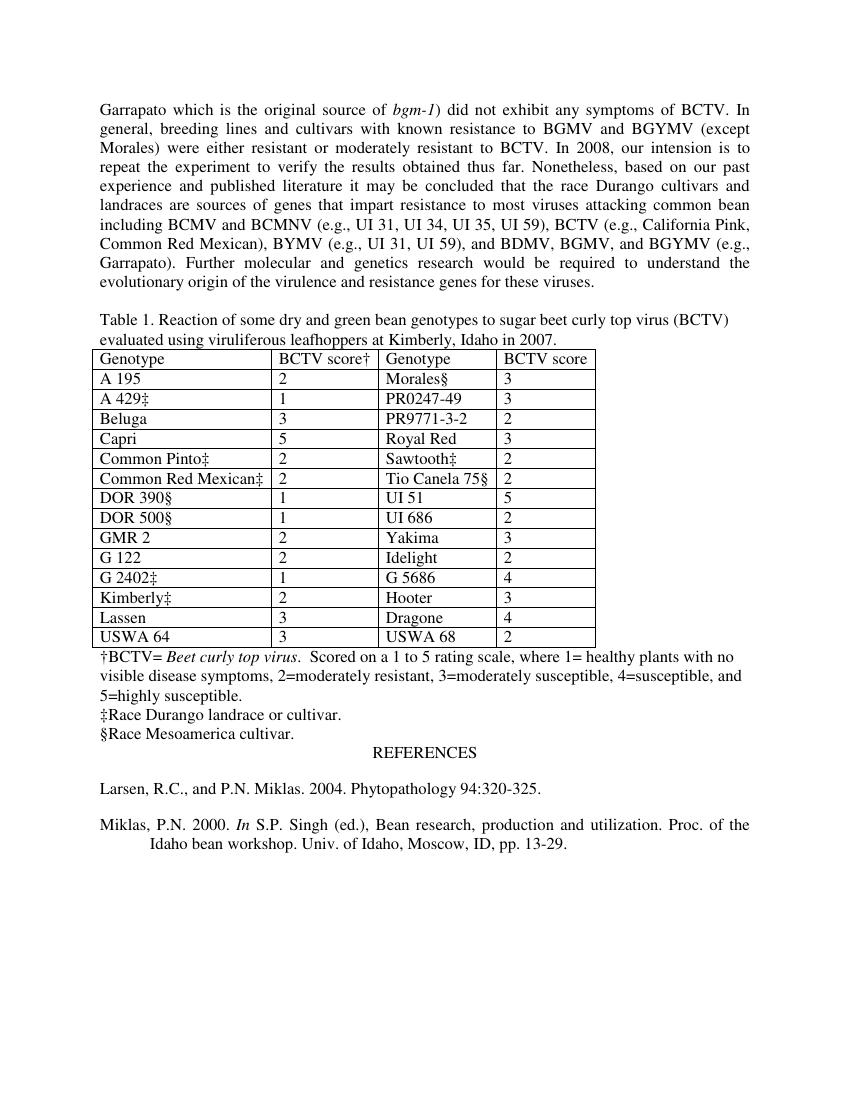 Garrapato which is the original source of bgm-1) did not exhibit any symptoms of BCTV. In
general, breeding lines and cultivars with known resistance to BGMV and BGYMV (except
Morales) were either resistant or moderately resistant to BCTV. In 2008, our intension is to
repeat the experiment to verify the results obtained thus far. Nonetheless, based on our past
experience and published literature it may be concluded that the race Durango cultivars and
landraces are sources of genes that impart resistance to most viruses attacking common bean
including BCMV and BCMNV (e.g., UI 31, UI 34, UI 35, UI 59), BCTV (e.g., California Pink,
Common Red Mexican), BYMV (e.g., UI 31, UI 59), and BDMV, BGMV, and BGYMV (e.g.,
Garrapato). Further molecular and genetics research would be required to understand the
evolutionary origin of the virulence and resistance genes for these viruses.
Table 1. Reaction of some dry and green bean genotypes to sugar beet curly top virus (BCTV)
evaluated using viruliferous leafhoppers at Kimberly, Idaho in 2007.
Genotype BCTV score† Genotype BCTV score
A 195 2 Morales§ 3
A 429‡ 1 PR0247-49 3
Beluga 3 PR9771-3-2 2
Capri 5 Royal Red 3
Common Pinto‡ 2 Sawtooth‡ 2
Common Red Mexican‡ 2 Tio Canela 75§ 2
DOR 390§ 1 UI 51 5
DOR 500§ 1 UI 686 2
GMR 2 2 Yakima 3
G 122 2 Idelight 2
G 2402‡ 1 G 5686 4
Kimberly‡ 2 Hooter 3
Lassen 3 Dragone 4
USWA 64 3 USWA 68 2
†BCTV= Beet curly top virus. Scored on a 1 to 5 rating scale, where 1= healthy plants with no
visible disease symptoms, 2=moderately resistant, 3=moderately susceptible, 4=susceptible, and
5=highly susceptible.
‡Race Durango landrace or cultivar.
§Race Mesoamerica cultivar.
REFERENCES
Larsen, R.C., and P.N. Miklas. 2004. Phytopathology 94:320-325.
Miklas, P.N. 2000. In S.P. Singh (ed.), Bean research, production and utilization. Proc. of the
Idaho bean workshop. Univ. of Idaho, Moscow, ID, pp. 13-29.